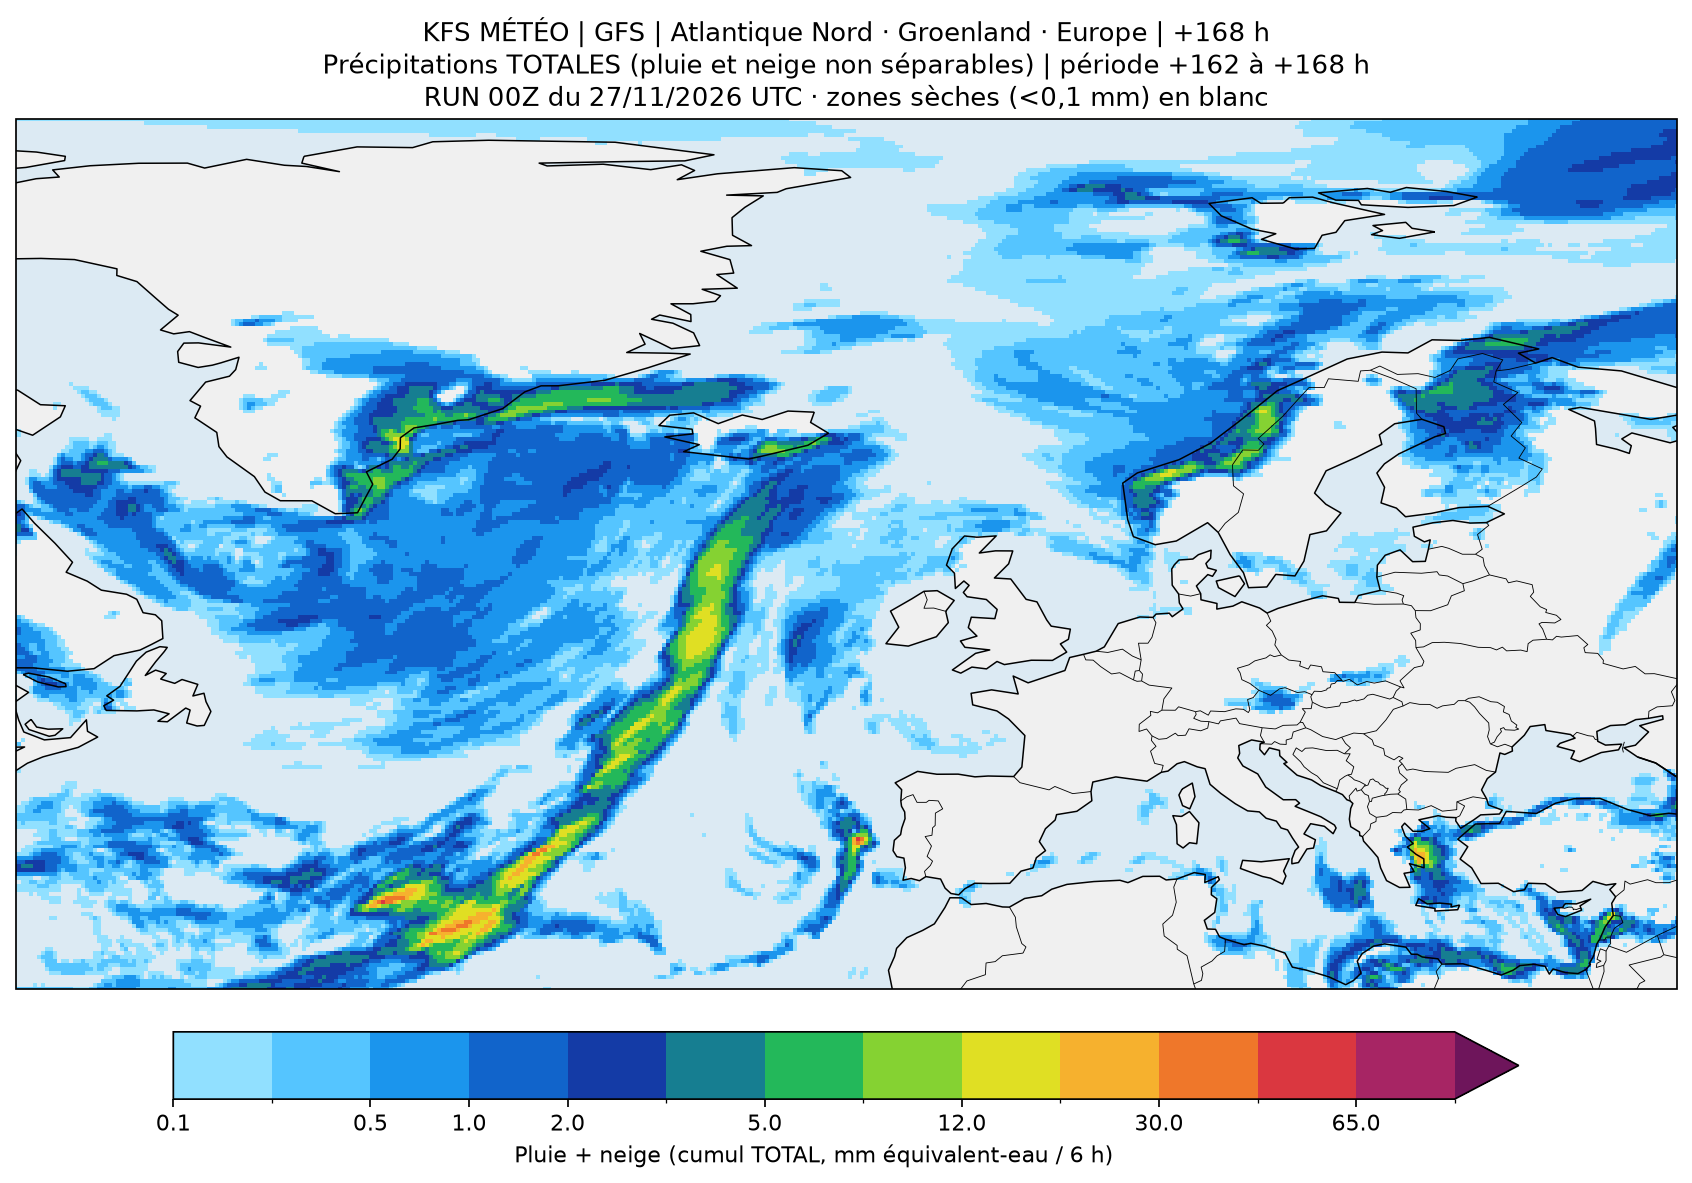 KFS MÉTÉO | GFS | Atlantique Nord · Groenland · Europe | +168 h
Précipitations TOTALES (pluie et neige non séparables) | période +162 à +168 h
RUN 00Z du 27/11/2026 UTC · zones sèches (<0,1 mm) en blanc
0.1 0.5 1.0 2.0 5.0 12.0 30.0 65.0
Pluie + neige (cumul TOTAL, mm équivalent-eau / 6 h)